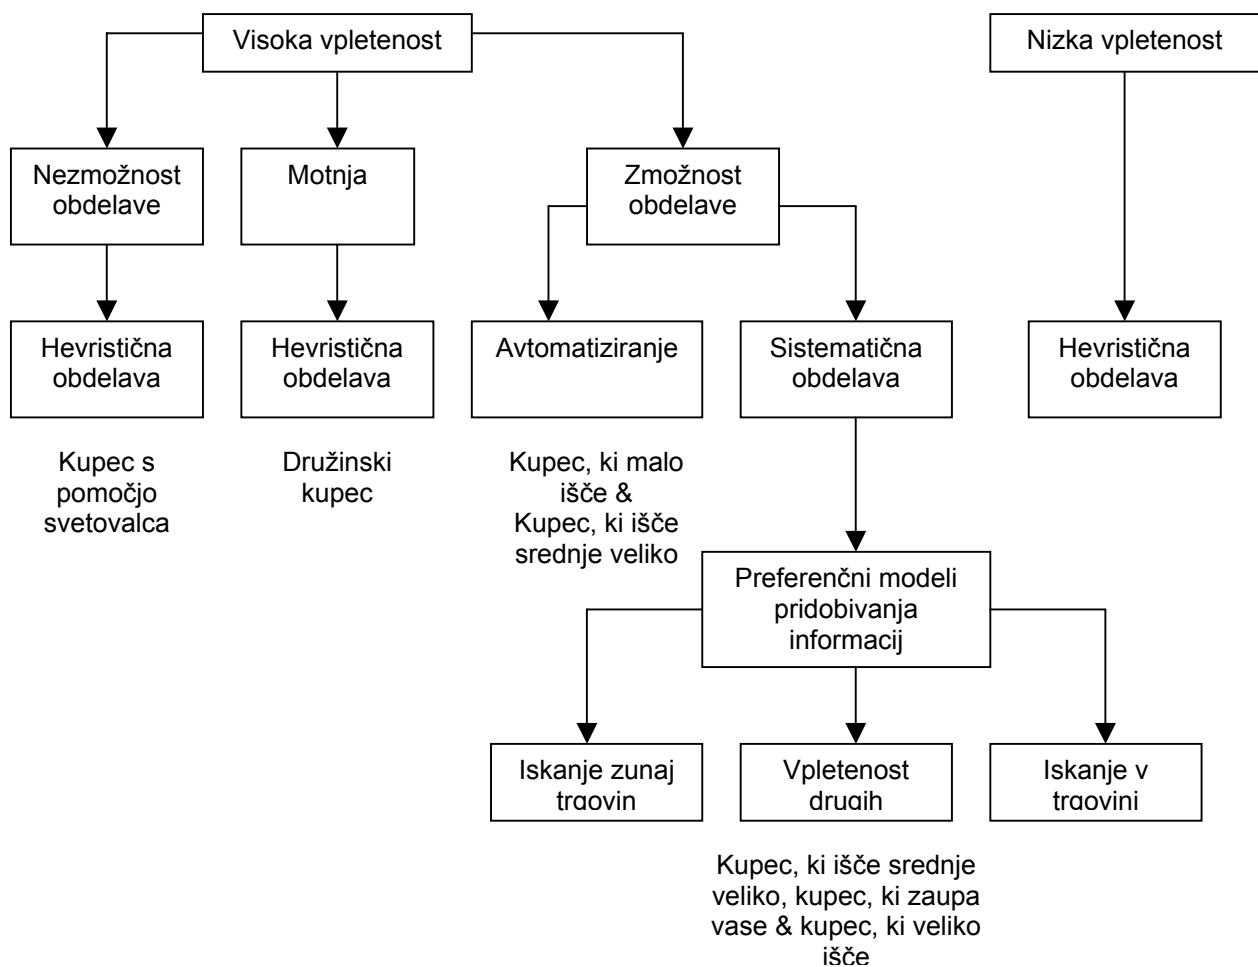 Visoka vpletenost
Nizka vpletenost
Nezmožnost
obdelave
Motnja
Zmožnost
obdelave
Hevristična
obdelava
Hevristična
obdelava
Avtomatiziranje
Sistematična
obdelava
Hevristična
obdelava
Kupec s
pomočjo
svetovalca
Družinski
kupec
Kupec, ki malo
išče &
Kupec, ki išče
srednje veliko
Preferenčni modeli
pridobivanja
informacij
Iskanje zunaj
trgovin
Vpletenost
drugih
Iskanje v
trgovini
Kupec, ki išče srednje
veliko, kupec, ki zaupa
vase & kupec, ki veliko
išče